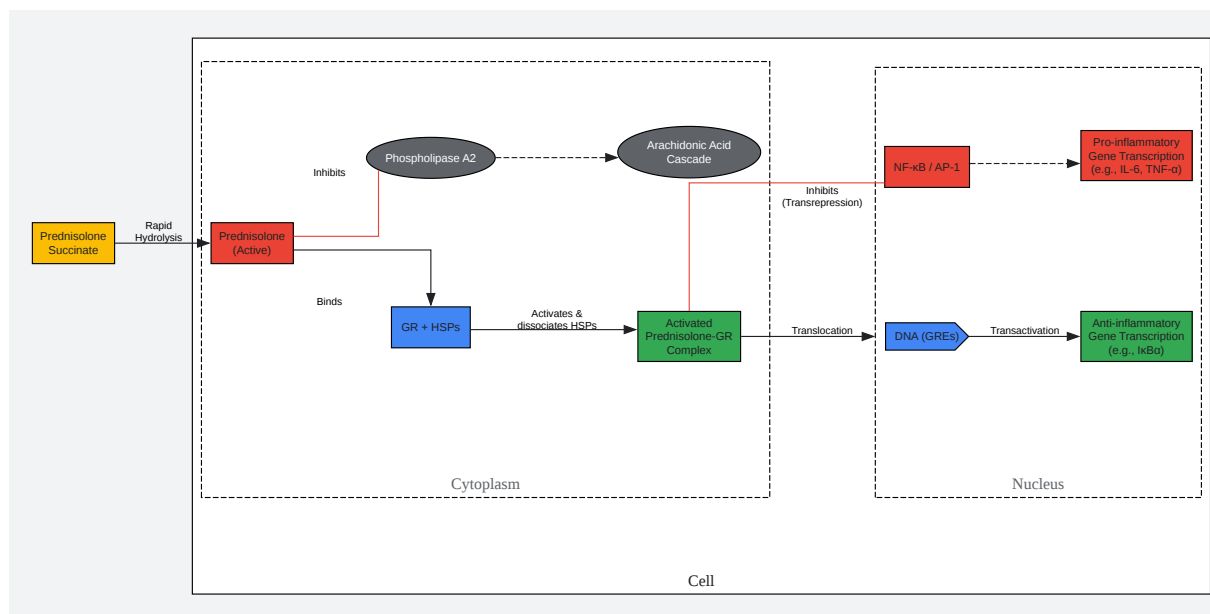 Prednisolone
Succinate
Rapid
Hydrolysis
Prednisolone
(Active)
Inhibits
Binds
Phospholipase A2
Arachidonic Acid
Cascade
GR + HSPs
Activates &
dissociates HSPs
Activated
Prednisolone-GR
Complex
Inhibits
(Transrepression)
Translocation
NF-κB / AP-1
Pro-inflammatory
Gene Transcription
(e.g., IL-6, TNF-α)
DNA (GREs)
Transactivation
Anti-inflammatory
Gene Transcription
(e.g., IκBα)
Cytoplasm
Nucleus
Cell